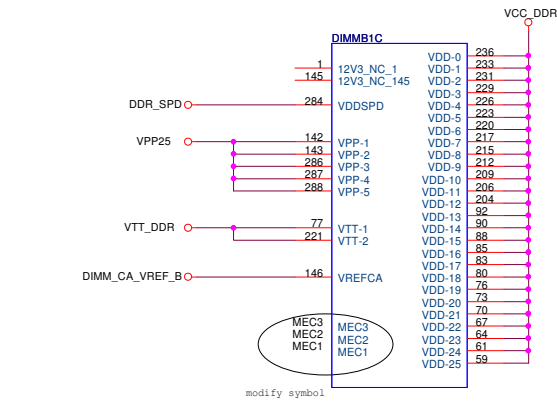 VCC_DDR
DIMMB1C
1 12V3_NC_1
145 12V3_NC_145
DDR_SPD 284 VDDSPD
VPP25 142 VPP-1
143 VPP-2
286 VPP-3
287 VPP-4
288 VPP-5
VTT_DDR 77 VTT-1
221 VTT-2
DIMM_CA_VREF_B 146 VREFCA
MEC3 MEC3
MEC2 MEC2
MEC1 MEC1
VDD-0 236
VDD-1 233
VDD-2 231
VDD-3 229
VDD-4 226
VDD-5 223
VDD-6 220
VDD-7 217
VDD-8 215
VDD-9 212
VDD-10 209
VDD-11 206
VDD-12 204
VDD-13 92
VDD-14 90
VDD-15 88
VDD-16 85
VDD-17 83
VDD-18 80
VDD-19 76
VDD-20 73
VDD-21 70
VDD-22 67
VDD-23 64
VDD-24 61
VDD-25 59
modify symbol